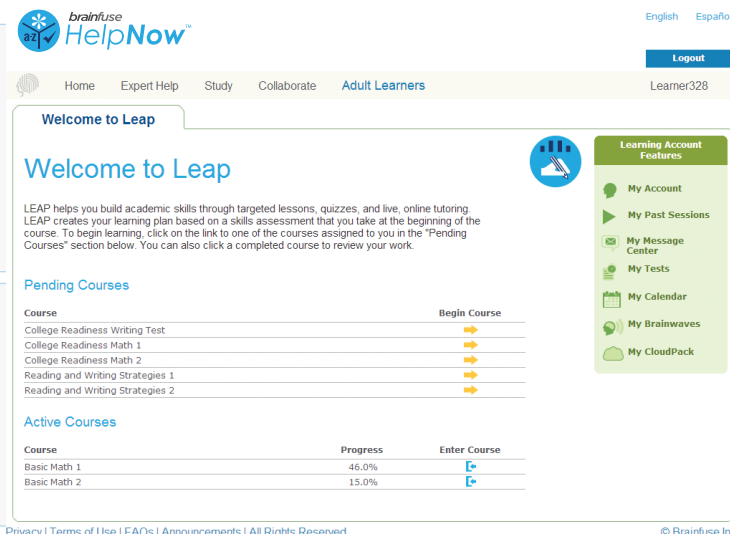 brainfuse
HelpNow™
a-z
English Españo
Logout
Home Expert Help Study Collaborate Adult Learners Learner328
Welcome to Leap
Welcome to Leap
LEAP helps you build academic skills through targeted lessons, quizzes, and live, online tutoring.
LEAP creates your learning plan based on a skills assessment that you take at the beginning of the
course. To begin learning, click on the link to one of the courses assigned to you in the "Pending
Courses" section below. You can also click a completed course to review your work.
Pending Courses
Course Begin Course
College Readiness Writing Test
College Readiness Math 1
College Readiness Math 2
Reading and Writing Strategies 1
Reading and Writing Strategies 2
Active Courses
Course Progress Enter Course
Basic Math 1 46.0%
Basic Math 2 15.0%
Learning Account
Features
My Account
My Past Sessions
My Message
Center
My Tests
My Calendar
My Brainwaves
My CloudPack
Privacy | Terms of Use | FAQs | Announcements | All Rights Reserved © Brainfuse In